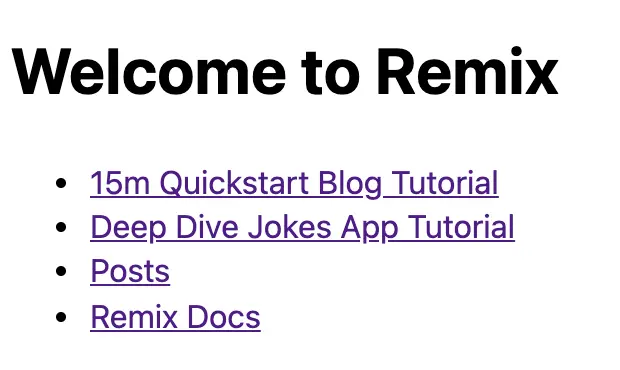 Welcome to Remix
15m Quickstart Blog Tutorial
Deep Dive Jokes App Tutorial
Posts
Remix Docs